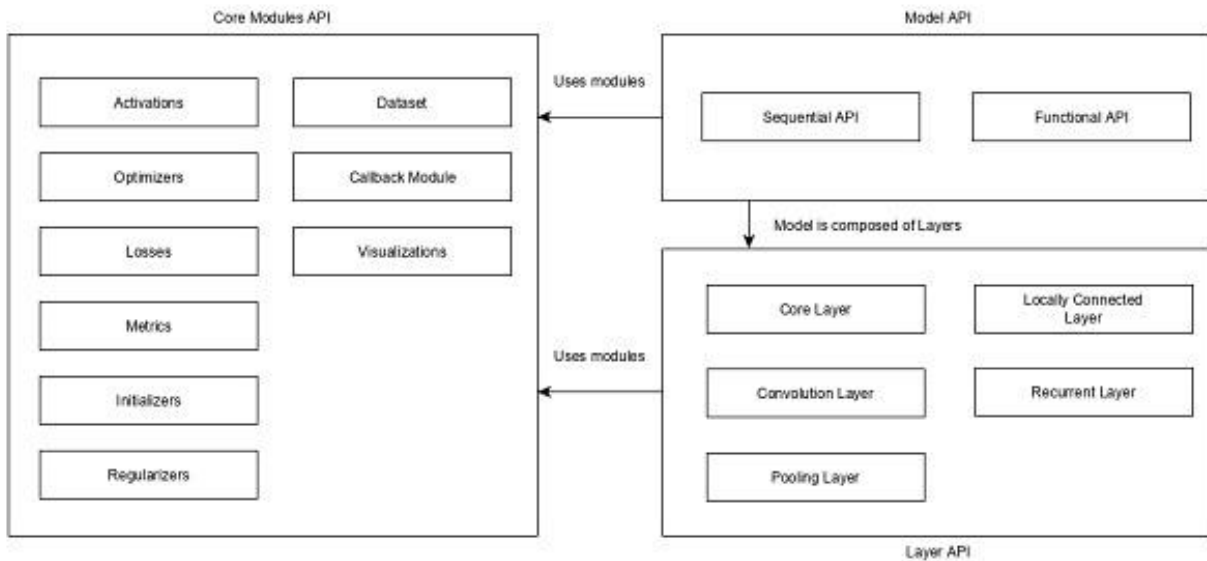 Core Modules API
Activations
Dataset
Optimizers
Callback Module
Losses
Visualizations
Metrics
Initializers
Regularizers
Uses modules
Uses modules
Model API
Sequential API
Functional API
Model is composed of Layers
Core Layer
Locally Connected
Layer
Convolution Layer
Recurrent Layer
Pooling Layer
Layer API